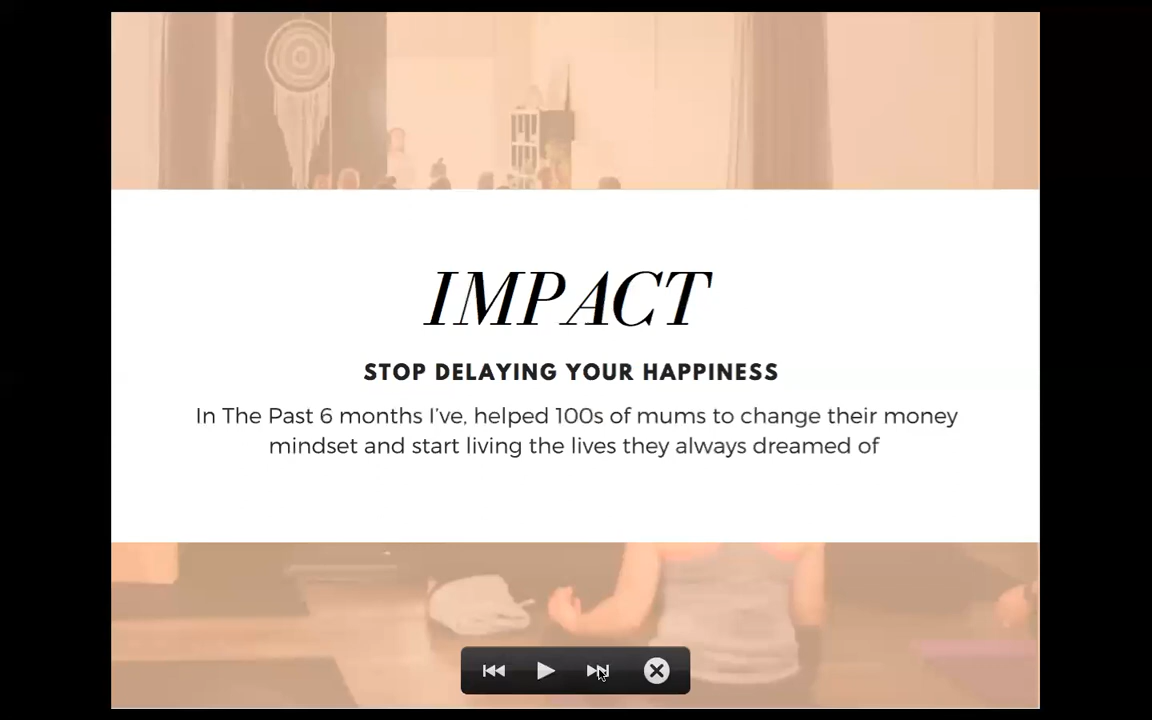 IMPACT
STOP DELAYING YOUR HAPPINESS
In The Past 6 months I've, helped 100s of mums to change their money
mindset and start living the lives they always dreamed of